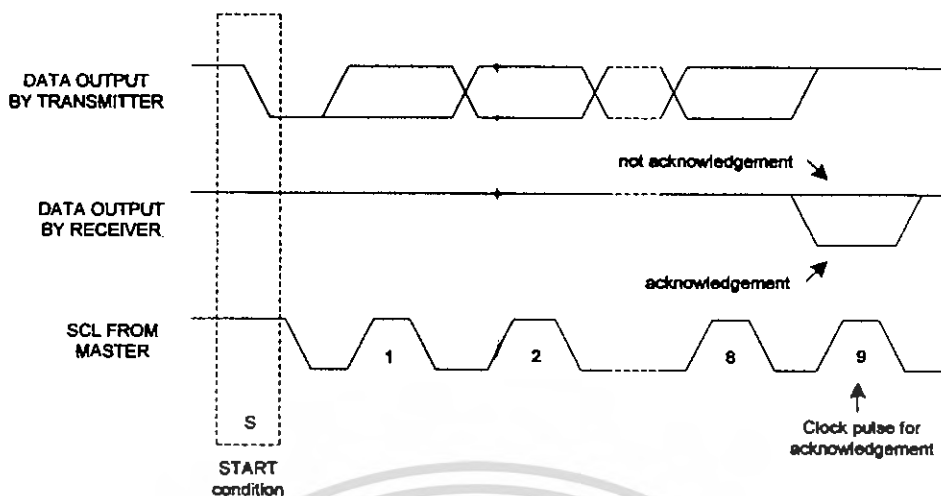 DATA OUTPUT
BY TRANSMITTER
not acknowledgement
DATA OUTPUT
BY RECEIVER
acknowledgement
SCL FROM
MASTER
1
2
8
9
S
Clock pulse for
acknowledgement
START
condition